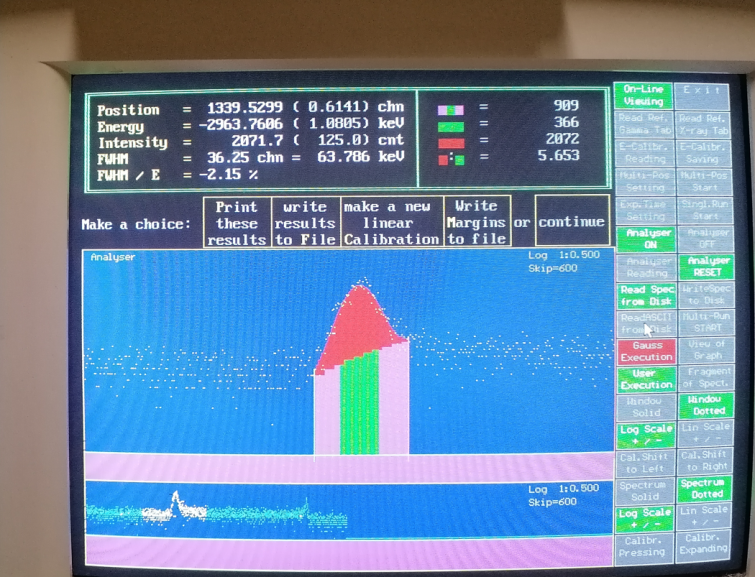 Position = 1339.5299 ( 0.6141) chn
Energy = -2963.7606 ( 1.0805) keV
Intensity = 2071.7 ( 125.0) cnt
FWHM = 36.25 chn = 63.786 keV
FWHM / E = -2.15 %
= 909
= 366
= 2072
: = 5.653
Make a choice:
Print
these
results
write
results
to File
make a new
linear
Calibration
Write
Margins
to file
or
continue
Analyser
Log 1:0.500
Skip=600
Log 1:0.500
Skip=600
On-Line
Viewing
Exit
Read Ref.
Gamma Tab
Read Ref.
X-ray Tab
E-Calibr.
Reading
E-Calibr.
Saving
Multi-Pos
Setting
Multi-Pos
Start
Exp.Time
Setting
Singl.Run
Start
Analyser
ON
Analyser
OFF
Analyser
Reading
Analyser
RESET
Read Spec
from Disk
WriteSpec
to Disk
ReadASCII
from Disk
Multi-Run
START
Gauss
Execution
View of
Graph
User
Execution
Fragment
of Spect.
Window
Solid
Window
Dotted
Log Scale
+ / -
Lin Scale
+ / -
Cal.Shift
to Left
Cal.Shift
to Right
Spectrum
Solid
Spectrum
Dotted
Log Scale
+ / -
Lin Scale
+ / -
Calibr.
Pressing
Calibr.
Expanding